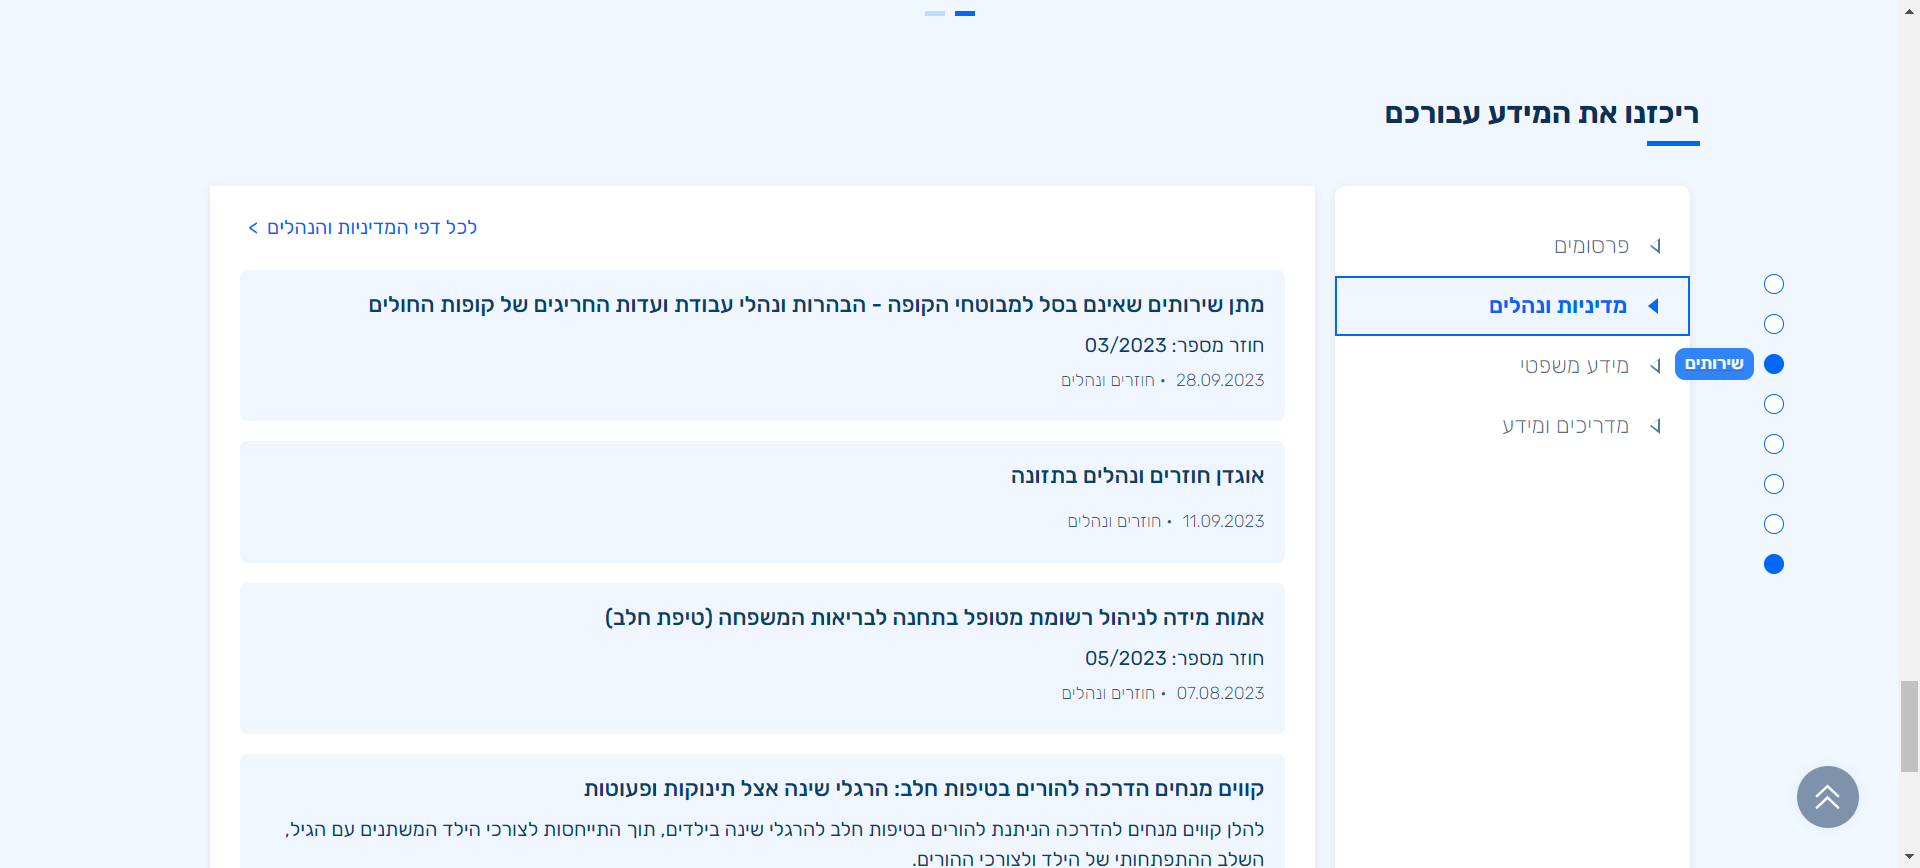 ריכזנו את המידע עבורכם
פרסומים
מדיניות ונהלים
מידע משפטי
מדריכים ומידע
שירותים
לכל דפי המדיניות והנהלים >
מתן שירותים שאינם בסל למבוטחי הקופה - הבהרות ונהלי עבודת ועדות החריגים של קופות החולים
חוזר מספר: 03/2023
28.09.2023 • חוזרים ונהלים
אוגדן חוזרים ונהלים בתזונה
11.09.2023 • חוזרים ונהלים
אמות מידה לניהול רשומת מטופל בתחנה לבריאות המשפחה (טיפת חלב)
חוזר מספר: 05/2023
07.08.2023 • חוזרים ונהלים
קווים מנחים הדרכה להורים בטיפות חלב: הרגלי שינה אצל תינוקות ופעוטות
להלן קווים מנחים להדרכה הניתנת להורים בטיפות חלב להרגלי שינה בילדים, תוך התייחסות לצורכי הילד המשתנים עם הגיל,
השלב ההתפתחותי של הילד ולצורכי ההורים.